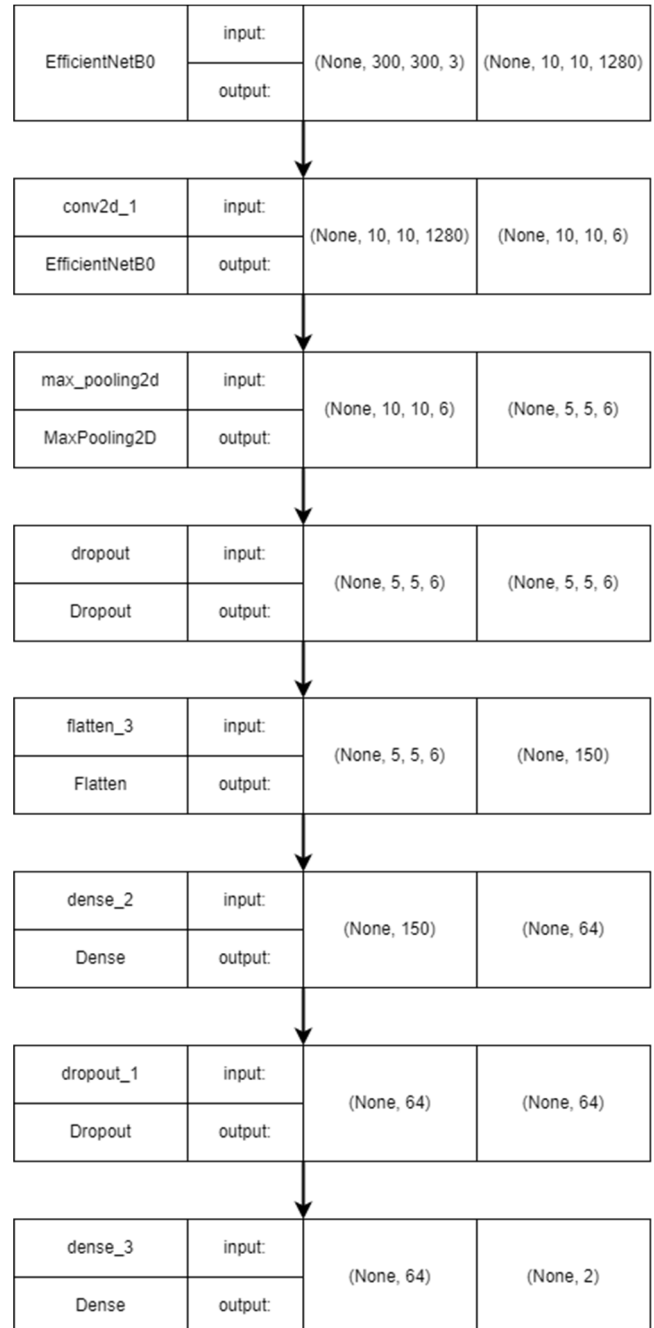 input:
EfficientNetB0
(None, 300, 300, 3)
(None, 10, 10, 1280)
output:
conv2d_1
input:
(None, 10, 10, 1280)
(None, 10, 10, 6)
EfficientNetB0
output:
max_pooling2d
input:
(None, 10, 10, 6)
(None, 5, 5, 6)
MaxPooling2D
output:
dropout
input:
(None, 5, 5, 6)
(None, 5, 5, 6)
Dropout
output:
flatten_3
input:
(None, 5, 5, 6)
(None, 150)
Flatten
output:
dense_2
input:
(None, 150)
(None, 64)
Dense
output:
dropout_1
input:
(None, 64)
(None, 64)
Dropout
output:
dense_3
input:
(None, 64)
(None, 2)
Dense
output: